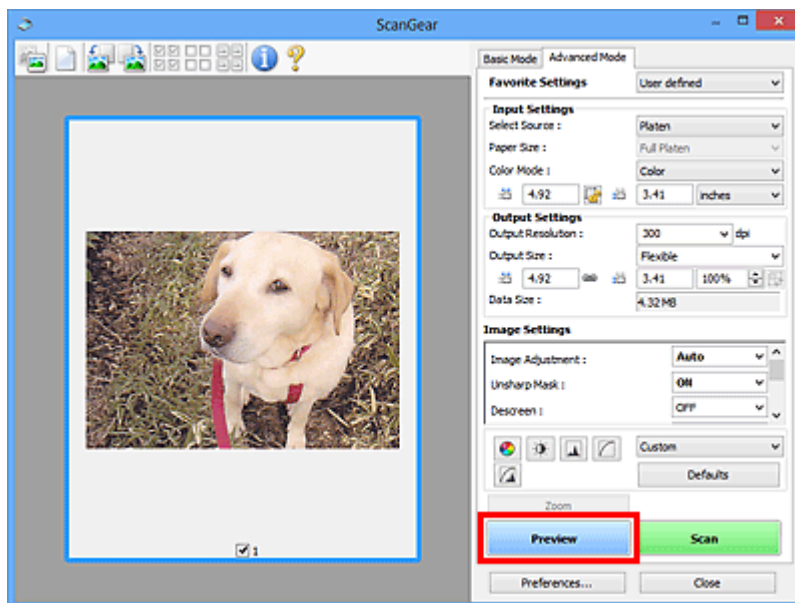 ScanGear
Basic Mode Advanced Mode
Favorite Settings User defined
Input Settings
Select Source : Platen
Paper Size : Full Platen
Color Mode : Color
4.92 3.41 inches
Output Settings
Output Resolution : 300 dpi
Output Size : Flexible
4.92 3.41 100%
Data Size : 4.32 MB
Image Settings
Image Adjustment : Auto
Unsharp Mask : ON
Descreen : OFF
Custom
Defaults
Zoom
Preview Scan
Preferences... Close
1